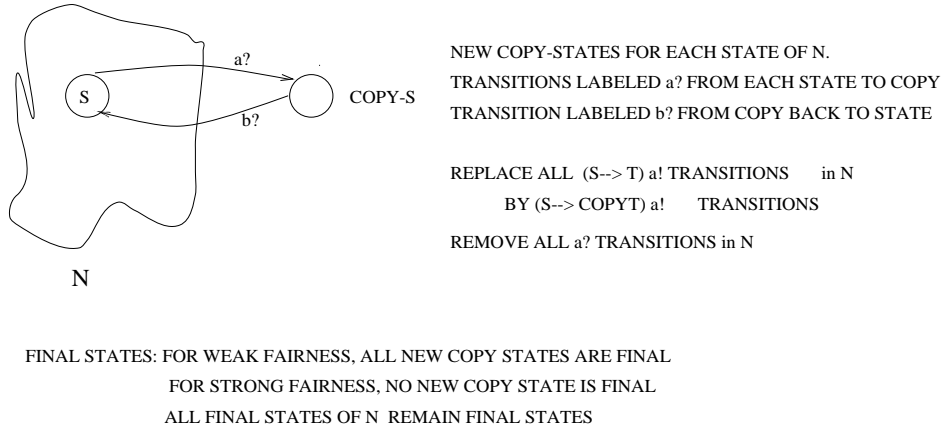 a?
S
COPY-S
b?
N
NEW COPY-STATES FOR EACH STATE OF N.
TRANSITIONS LABELED a? FROM EACH STATE TO COPY
TRANSITION LABELED b? FROM COPY BACK TO STATE
REPLACE ALL (S--> T) a! TRANSITIONS in N
BY (S--> COPYT) a! TRANSITIONS
REMOVE ALL a? TRANSITIONS in N
FINAL STATES: FOR WEAK FAIRNESS, ALL NEW COPY STATES ARE FINAL
FOR STRONG FAIRNESS, NO NEW COPY STATE IS FINAL
ALL FINAL STATES OF N REMAIN FINAL STATES